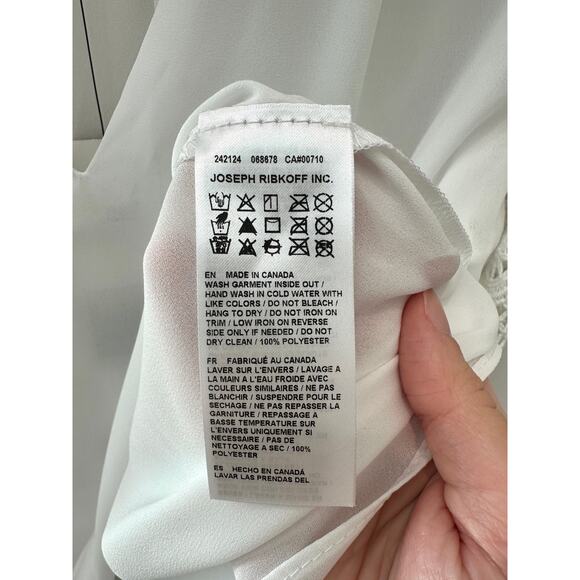 242124 068678 CA#00710
JOSEPH RIBKOFF INC.
EN MADE IN CANADA
WASH GARMENT INSIDE OUT /
HAND WASH IN COLD WATER WITH
LIKE COLORS / DO NOT BLEACH /
HANG TO DRY / DO NOT IRON ON
TRIM / LOW IRON ON REVERSE
SIDE ONLY IF NEEDED / DO NOT
DRY CLEAN / 100% POLYESTER
FR FABRIQUÉ AU CANADA
LAVER SUR L'ENVERS / LAVAGE A
LA MAIN A L'EAU FROIDE AVEC
COULEURS SIMILAIRES / NE PAS
BLANCHIR / SUSPENDRE POUR LE
SECHAGE / NE PAS REPASSER LA
GARNITURE / REPASSAGE A
BASSE TEMPERATURE SUR
L'ENVERS UNIQUEMENT SI
NECESSAIRE / PAS DE
NETTOYAGE A SEC / 100%
POLYESTER
ES HECHO EN CANADÁ
LAVAR LAS PRENDAS DEL